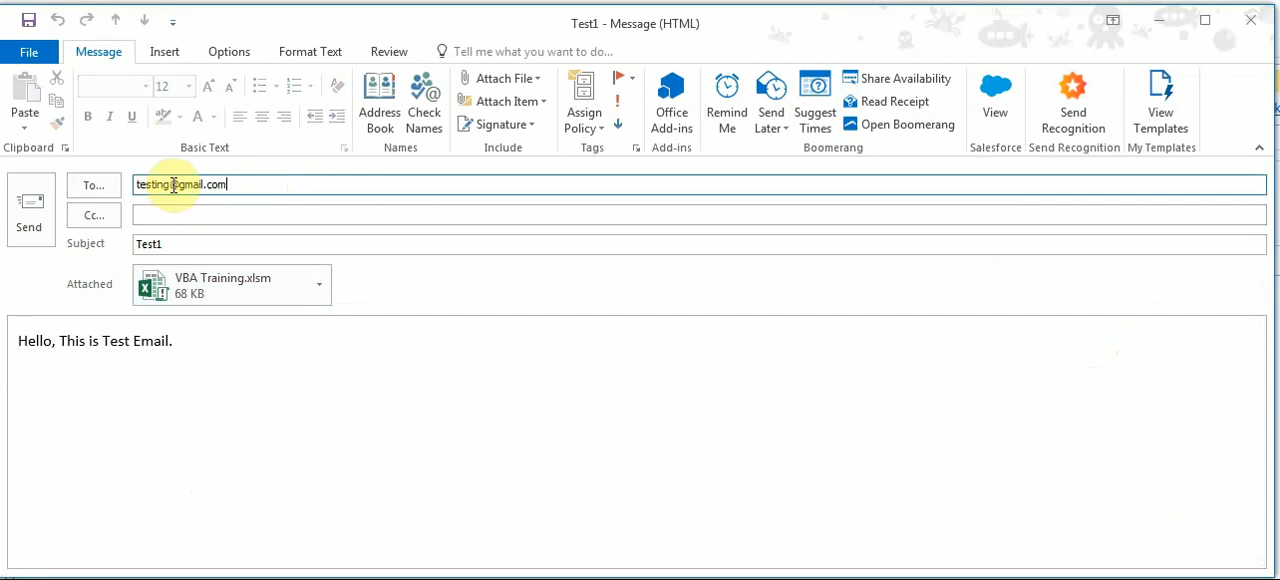 Test1 - Message (HTML)
File Message Insert Options Format Text Review Tell me what you want to do...
Paste
Clipboard
12
B I U aby A
Basic Text
Address Book
Check Names
Names
Attach File
Attach Item
Signature
Include
Assign Policy
Tags
Office Add-ins
Add-ins
Remind Me
Send Later
Suggest Times
Share Availability
Read Receipt
Open Boomerang
Boomerang
View
Salesforce
Send Recognition
Send Recognition
View Templates
My Templates
Send
To... testing@gmail.com
Cc...
Subject Test1
Attached VBA Training.xlsm
68 KB
Hello, This is Test Email.